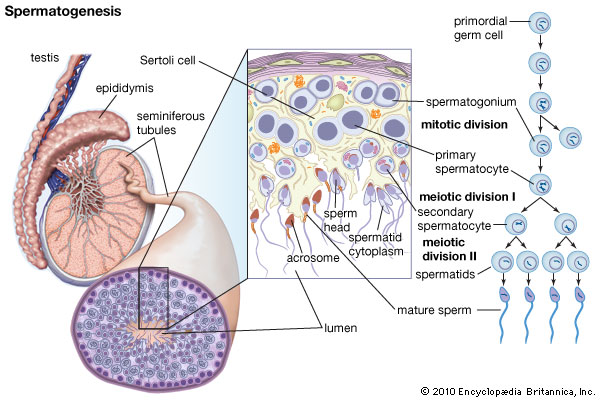 Spermatogenesis
testis
epididymis
seminiferous
tubules
Sertoli cell
sperm
head
spermatid
cytoplasm
acrosome
lumen
primordial
germ cell
spermatogonium
mitotic division
primary
spermatocyte
meiotic division I
secondary
spermatocyte
meiotic
division II
spermatids
mature sperm
© 2010 Encyclopædia Britannica, Inc.